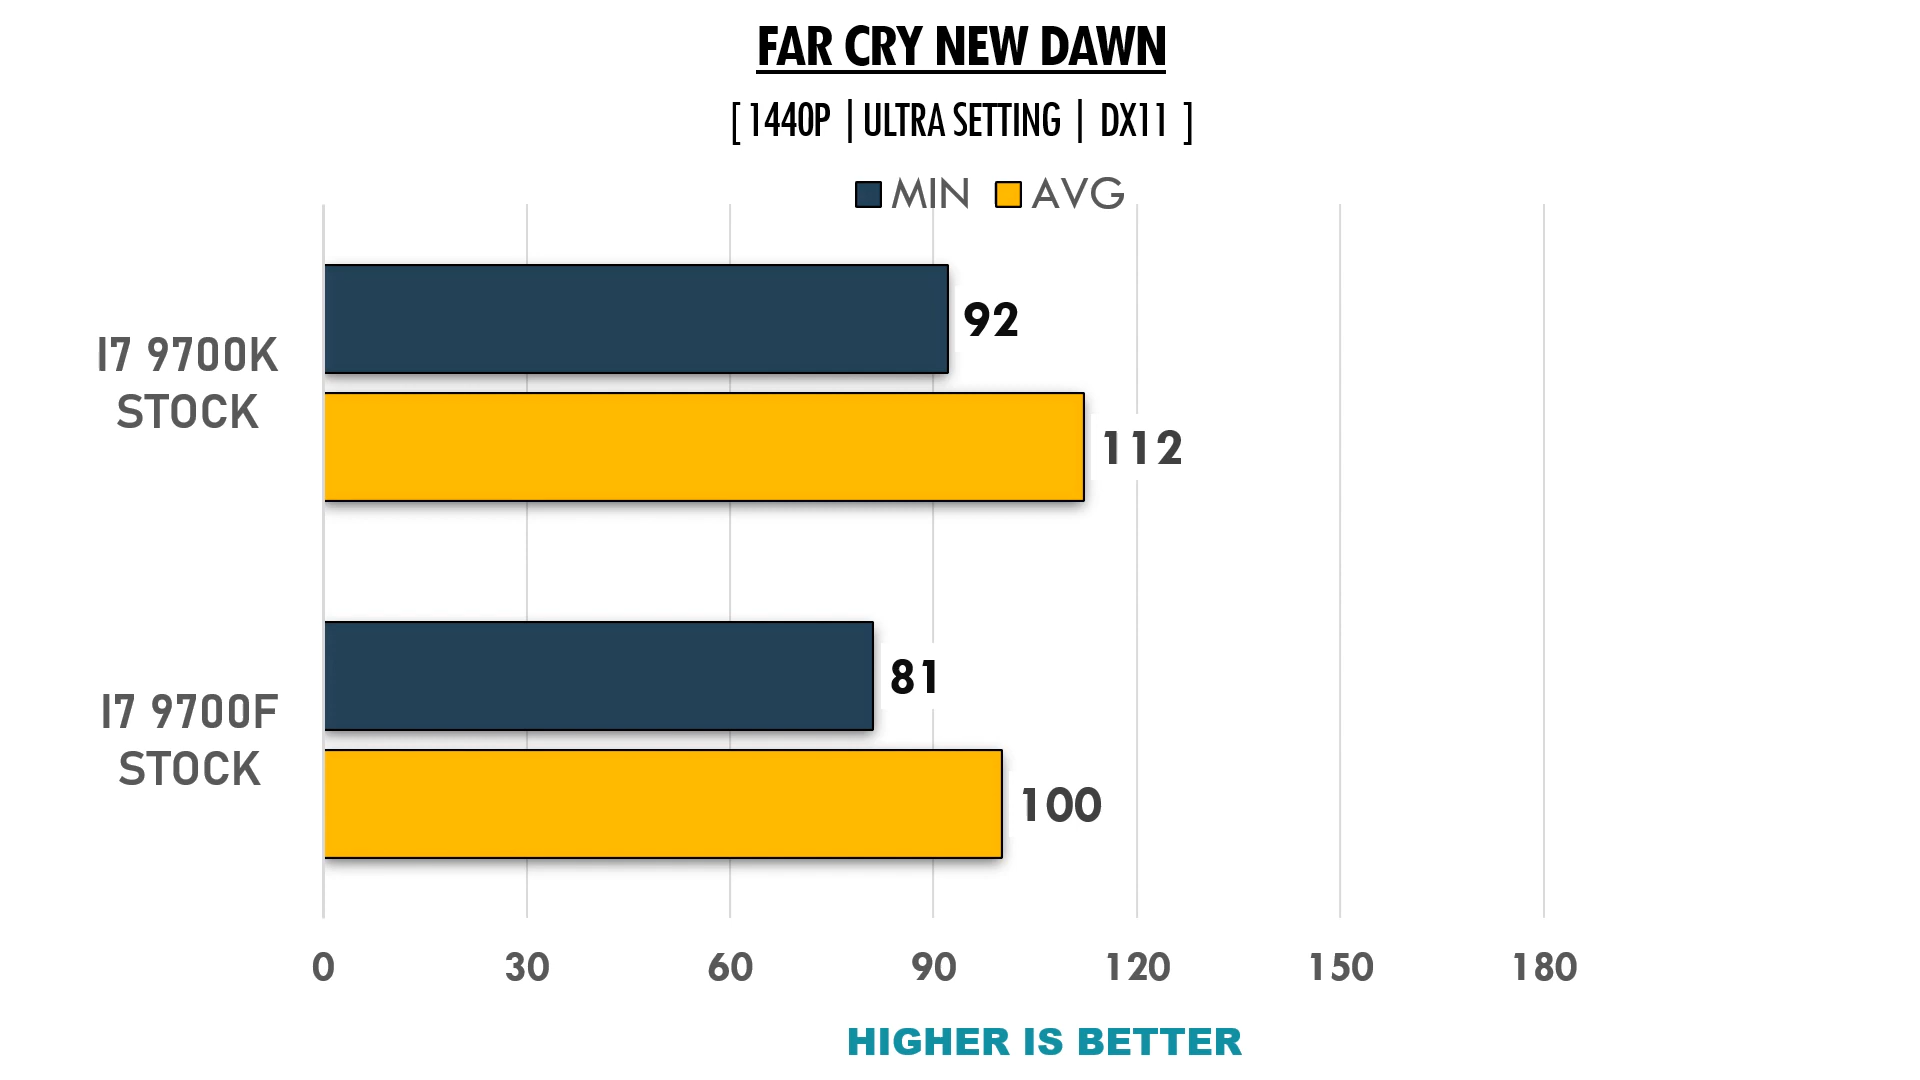 FAR CRY NEW DAWN
[ 1440P | ULTRA SETTING | DX11 ]
MIN AVG
I7 9700K
STOCK
92
112
I7 9700F
STOCK
81
100
0 30 60 90 120 150 180
HIGHER IS BETTER